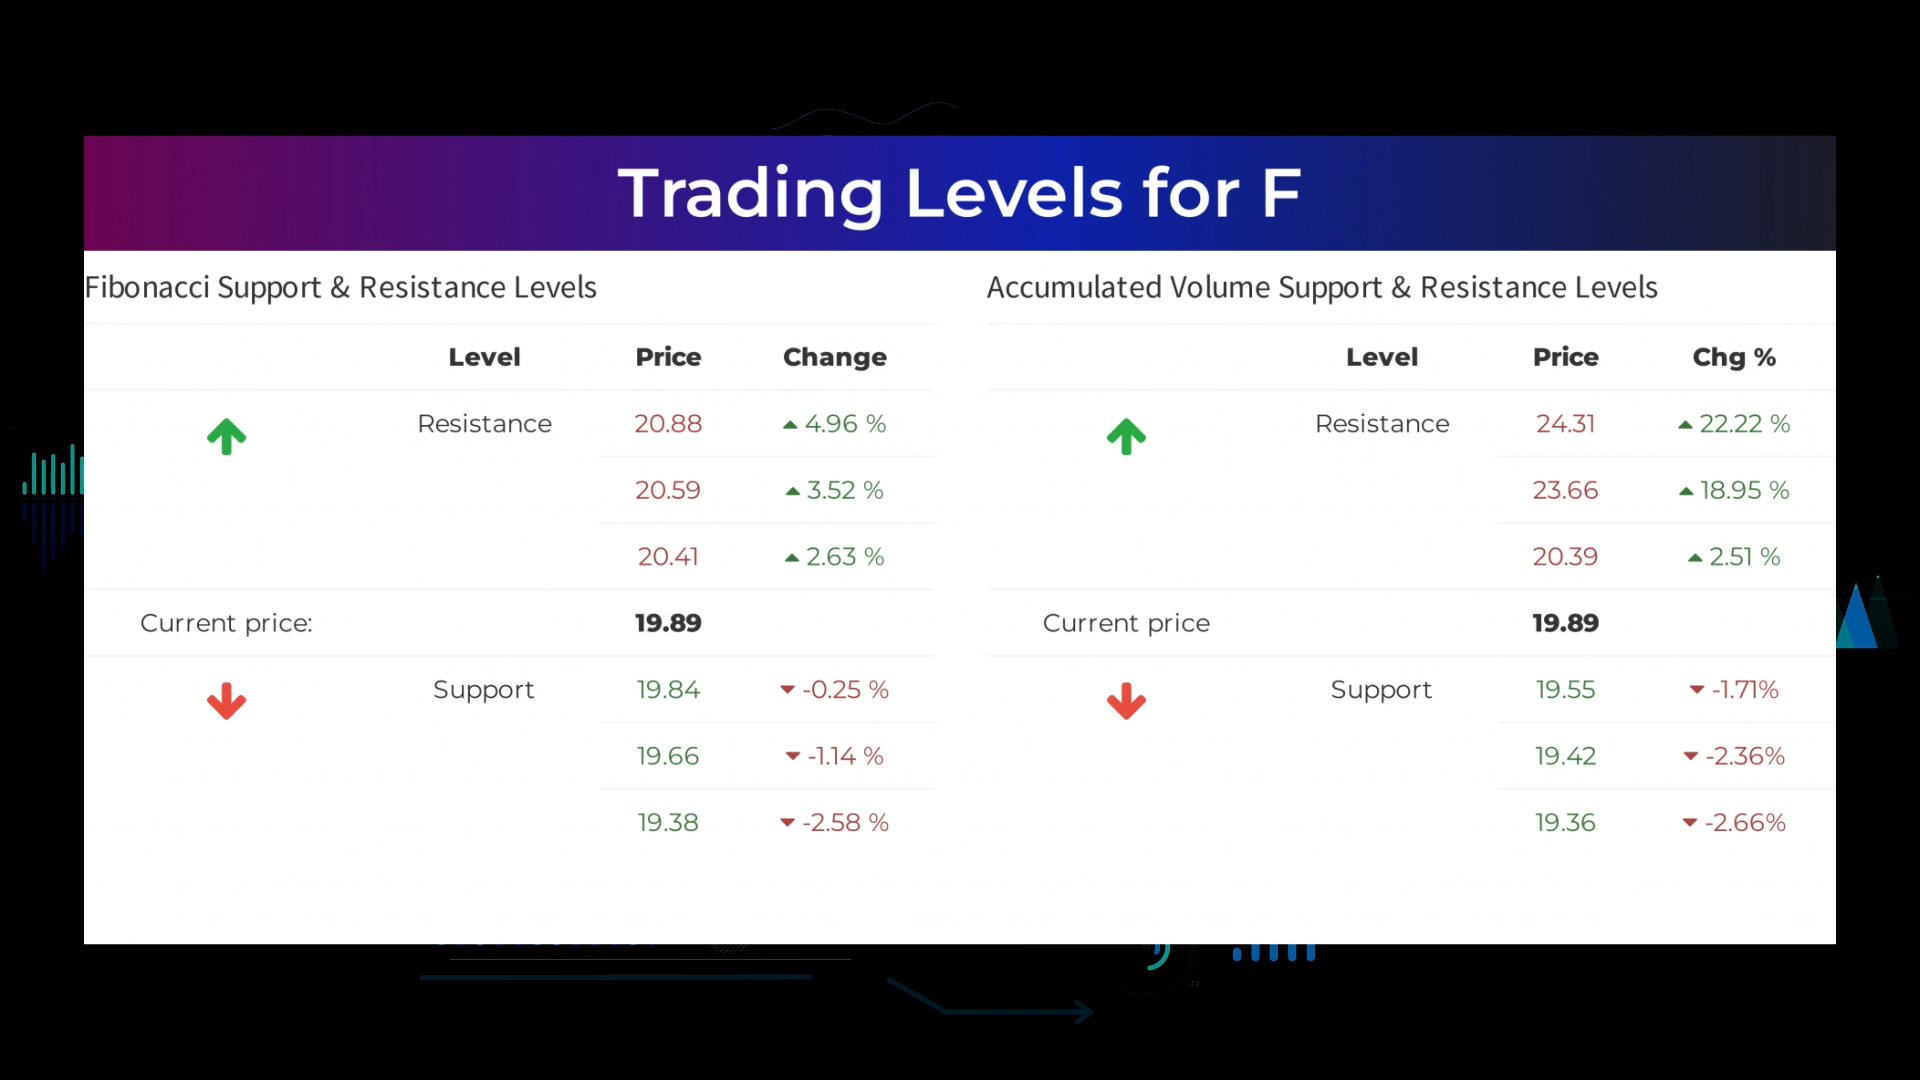 Trading Levels for F
Fibonacci Support & Resistance Levels
Level Price Change
Resistance 20.88 4.96 %
20.59 3.52 %
20.41 2.63 %
Current price: 19.89
Support 19.84 -0.25 %
19.66 -1.14 %
19.38 -2.58 %
Accumulated Volume Support & Resistance Levels
Level Price Chg %
Resistance 24.31 22.22 %
23.66 18.95 %
20.39 2.51 %
Current price 19.89
Support 19.55 -1.71%
19.42 -2.36%
19.36 -2.66%
42